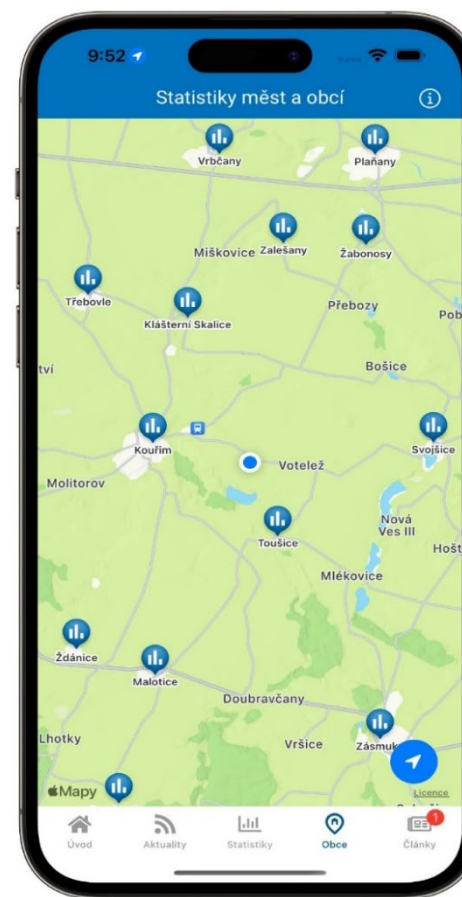 9:52
Statistiky měst a obcí
Vrbčany
Plaňany
Miškovice
Zalešany
Žabonosy
Třebovle
Klášterní Skalice
Přebozy
Pob
Bošice
tví
Kouřim
Svojšice
Votelež
Molitorov
Nová
Ves III
Toušice
Hošt
Mlékovice
Ždánice
Malotice
Doubravčany
Lhotky
Vršice
Zásmuk
Mapy
Licence
1
Úvod
Aktuality
Statistiky
Obce
Články